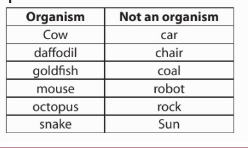 Organism Not an organism
Cow car
daffodil chair
goldfish coal
mouse robot
octopus rock
snake Sun